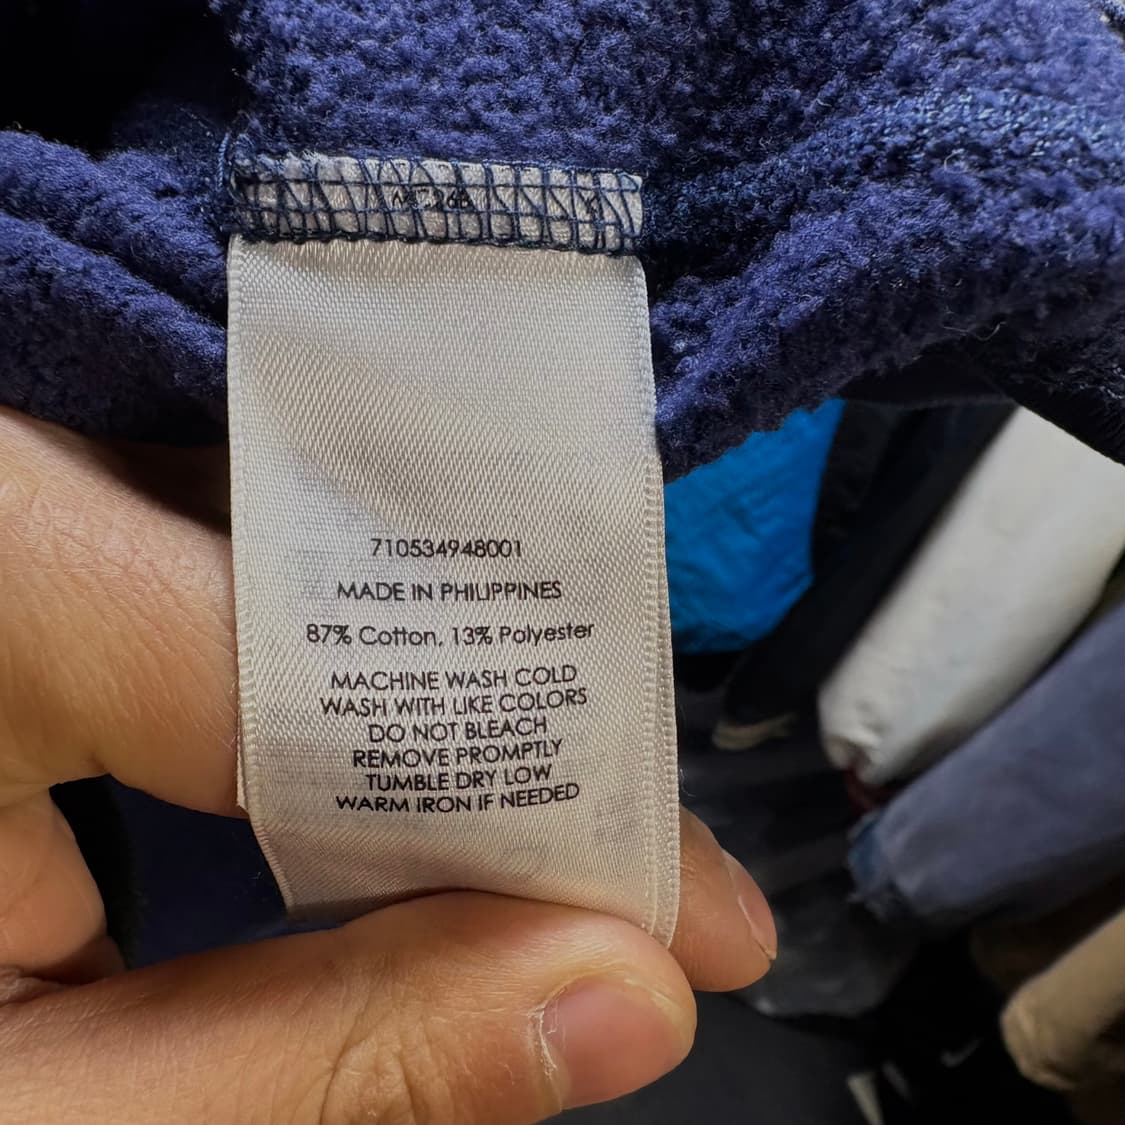 710534948001
MADE IN PHILIPPINES
87% Cotton, 13% Polyester
MACHINE WASH COLD
WASH WITH LIKE COLORS
DO NOT BLEACH
REMOVE PROMPTLY
TUMBLE DRY LOW
WARM IRON IF NEEDED